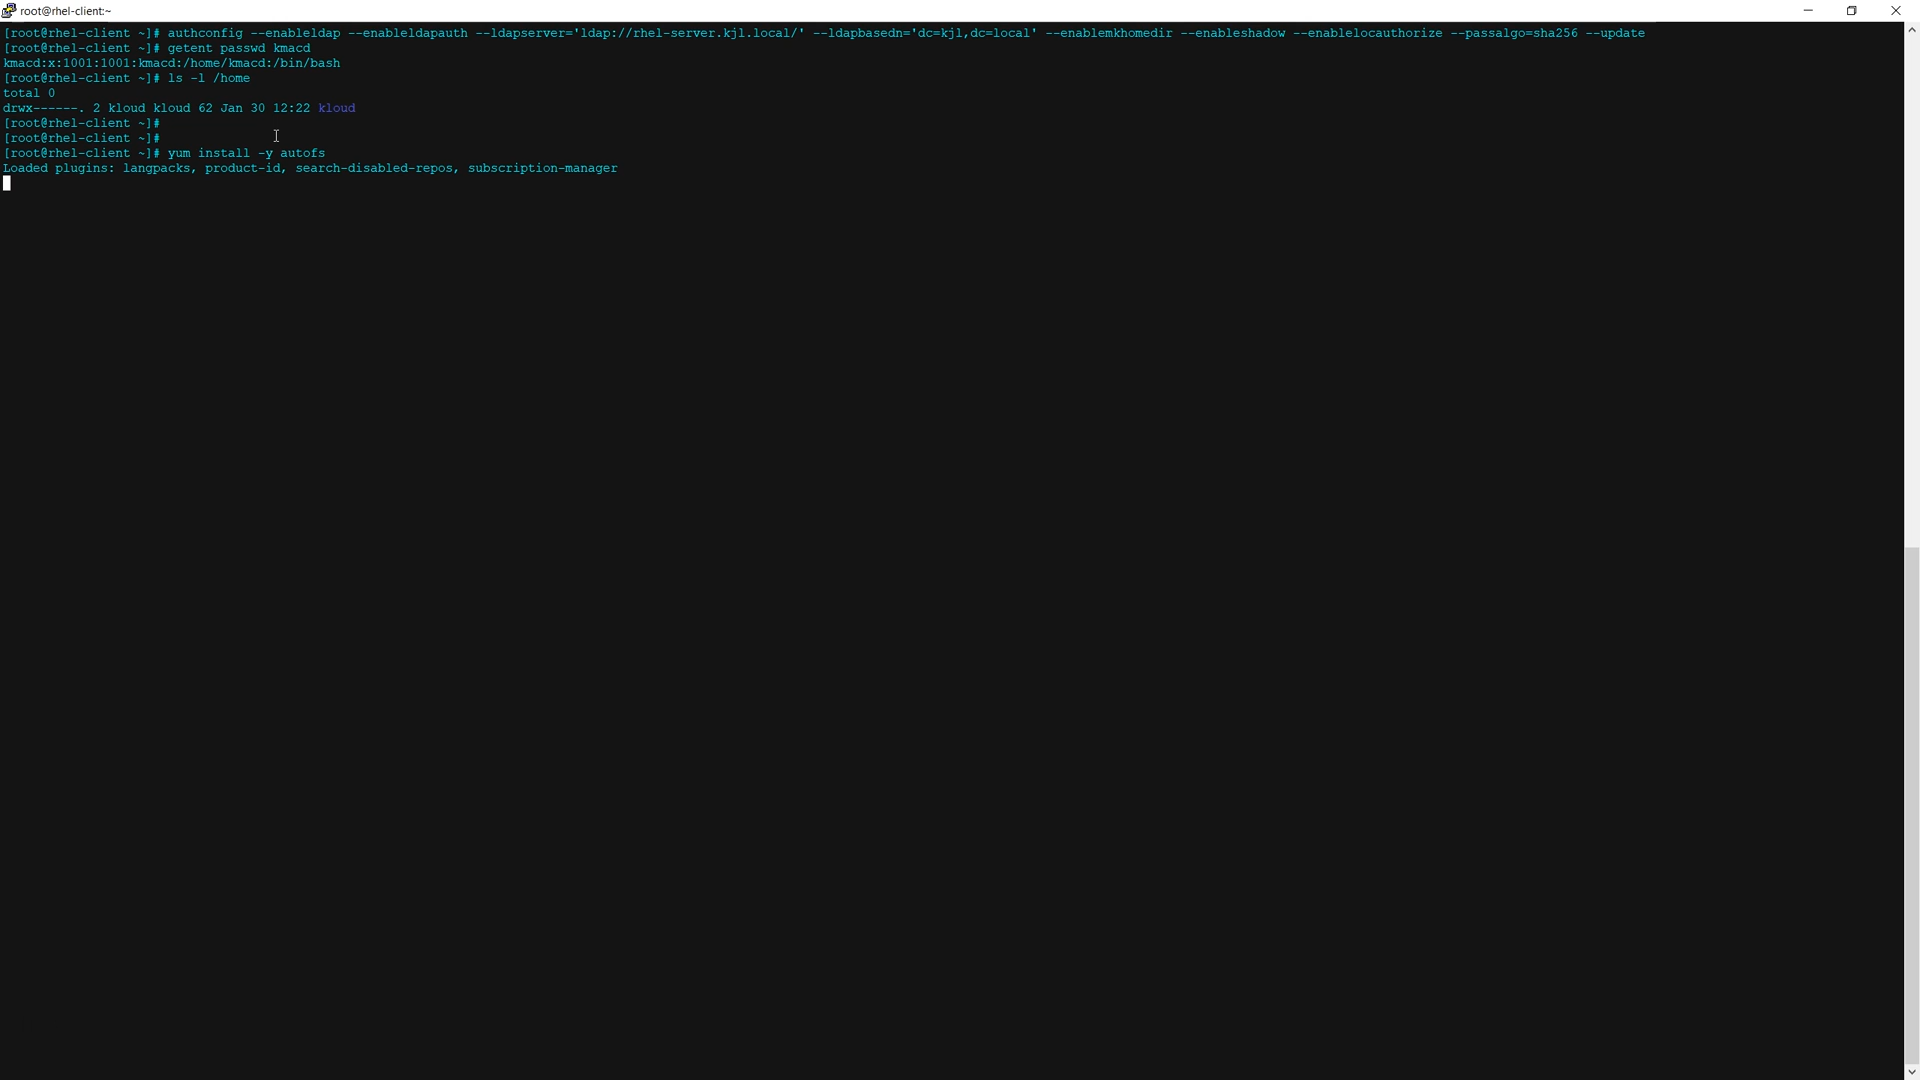 root@rhel-client:~
[root@rhel-client ~]# authconfig --enableldap --enableldapauth --ldapserver='ldap://rhel-server.kjl.local/' --ldapbasedn='dc=kjl,dc=local' --enablemkhomedir --enableshadow --enablelocauthorize --passalgo=sha256 --update
[root@rhel-client ~]# getent passwd kmacd
kmacd:x:1001:1001:kmacd:/home/kmacd:/bin/bash
[root@rhel-client ~]# ls -l /home
total 0
drwx------. 2 kloud kloud 62 Jan 30 12:22 kloud
[root@rhel-client ~]#
[root@rhel-client ~]#
[root@rhel-client ~]# yum install -y autofs
Loaded plugins: langpacks, product-id, search-disabled-repos, subscription-manager